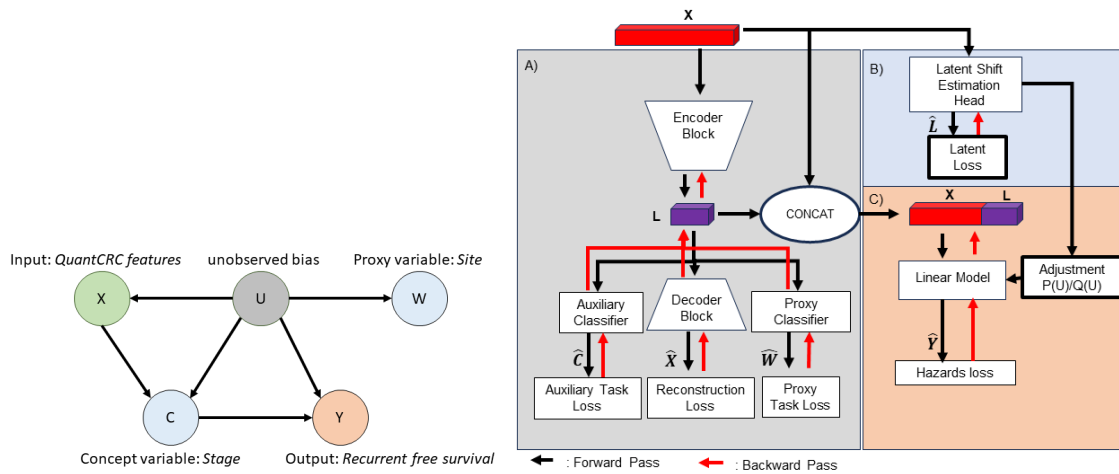 Input: QuantCRC features
unobserved bias
Proxy variable: Site
X
U
W
C
Y
Concept variable: Stage
Output: Recurrent free survival
X
A)
Encoder
Block
L
CONCAT
Auxiliary
Classifier
Decoder
Block
Proxy
Classifier
Ĉ
X̂
Ŵ
Auxiliary Task
Loss
Reconstruction
Loss
Proxy
Task Loss
B)
Latent Shift
Estimation
Head
L̂
Latent
Loss
C)
X
L
Linear Model
Adjustment
P(U)/Q(U)
Ŷ
Hazards loss
: Forward Pass
: Backward Pass